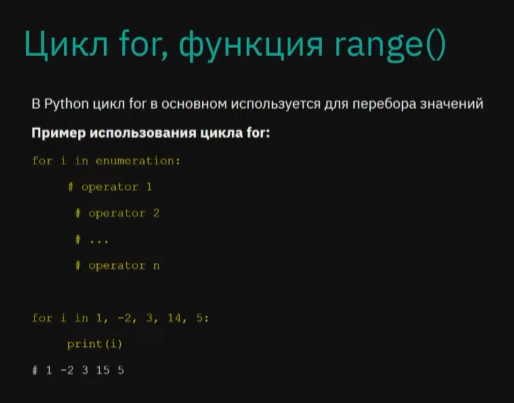 Цикл for, функция range()
В Python цикл for в основном используется для перебора значений
Пример использования цикла for:
for i in enumeration:
# operator 1
# operator 2
# ...
# operator n
for i in 1, -2, 3, 14, 5:
print(i)
# 1 -2 3 15 5